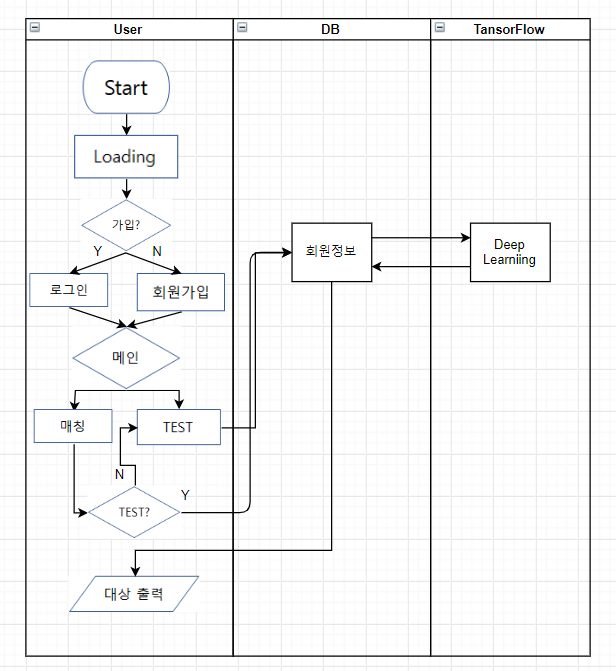 User
DB
TansorFlow
Start
Loading
가입?
Y
N
로그인
회원가입
회원정보
Deep
Learniing
메인
매칭
TEST
N
TEST?
Y
대상 출력